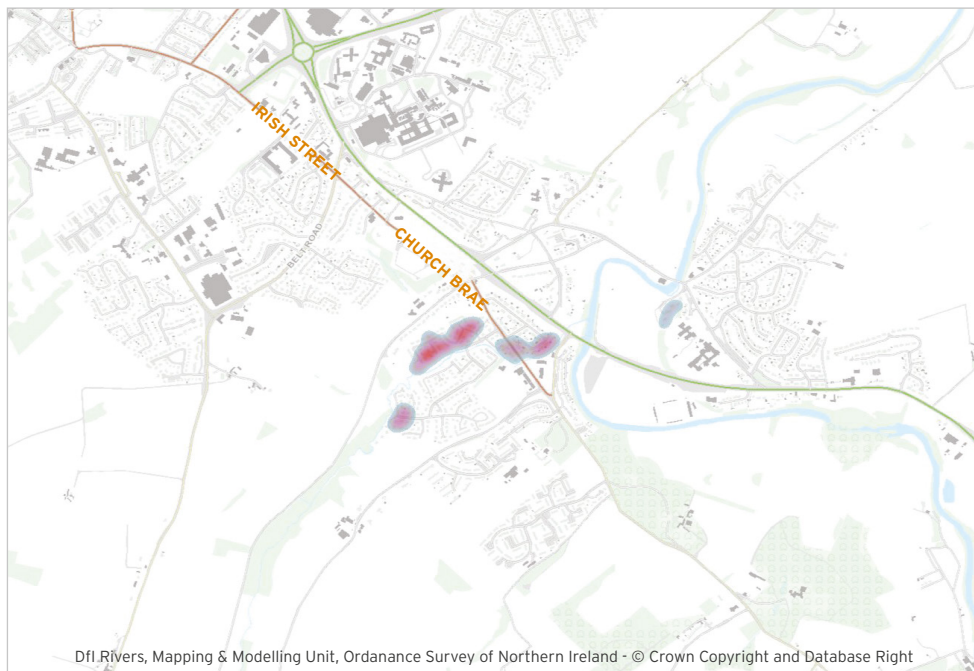 IRISH STREET
BELT ROAD
CHURCH BRAE
DfI Rivers, Mapping & Modelling Unit, Ordanance Survey of Northern Ireland - © Crown Copyright and Database Right